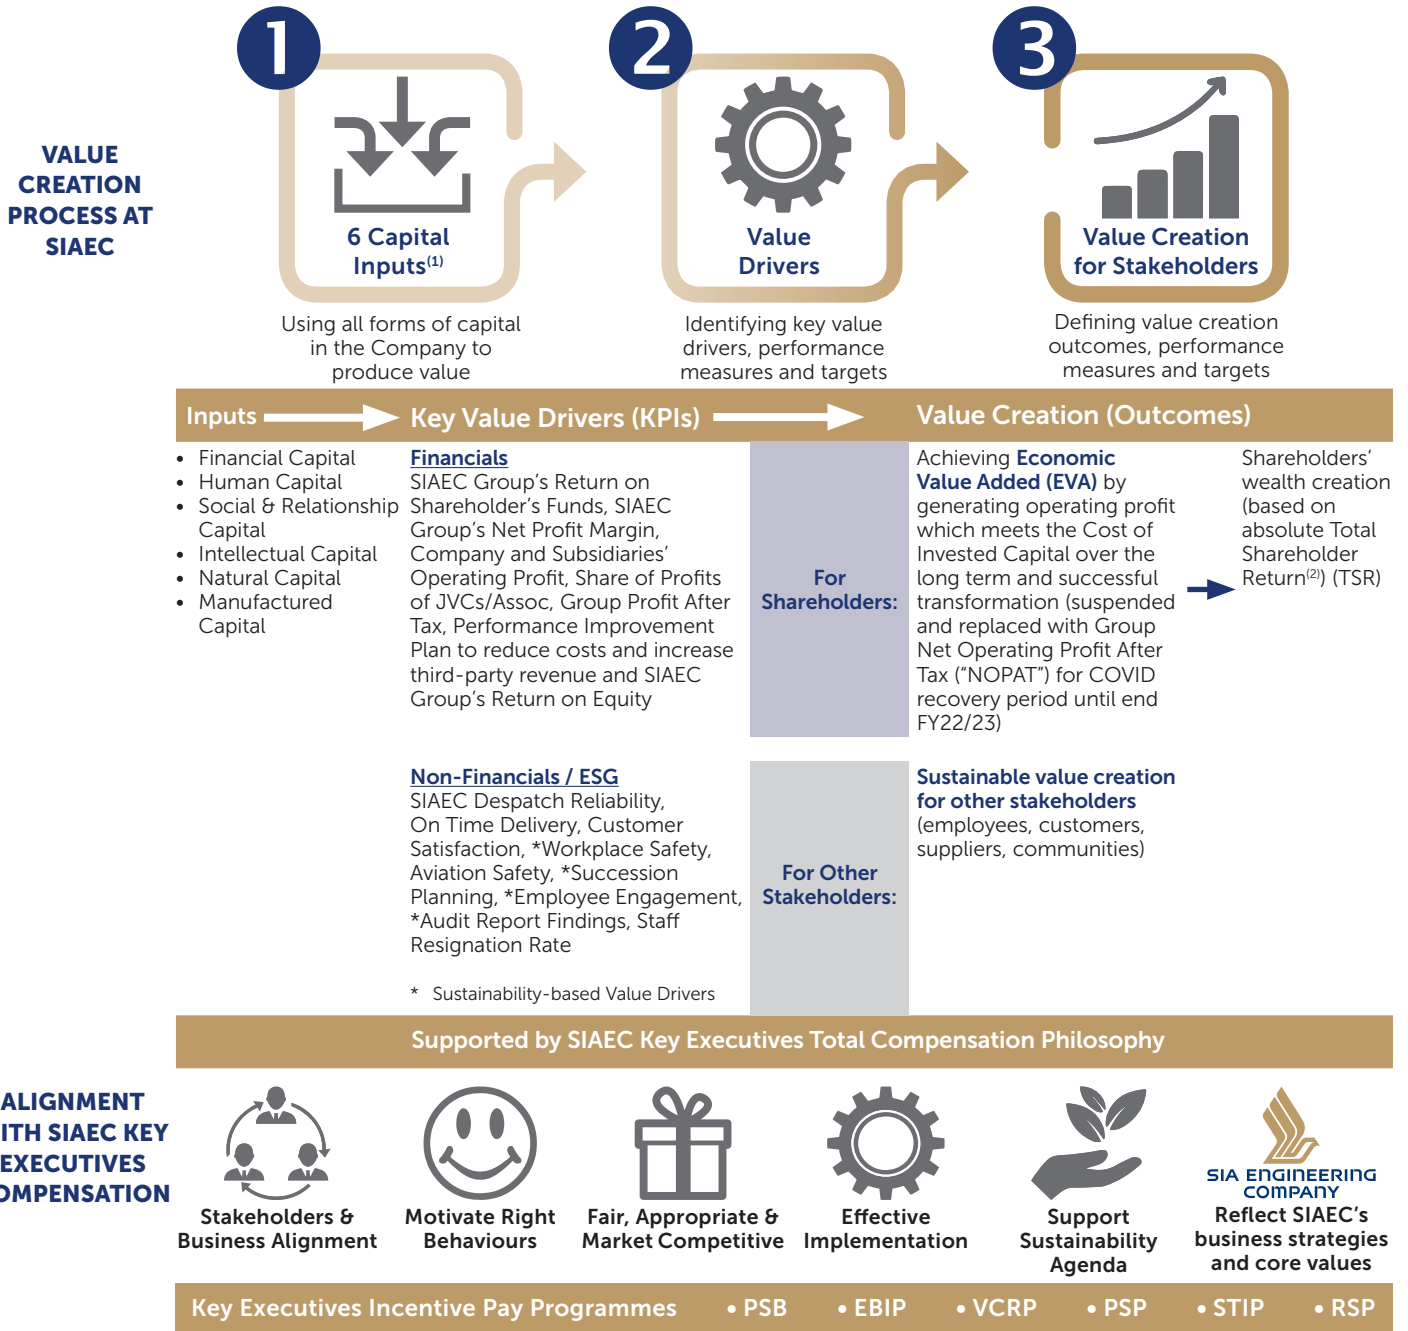 1
2
3
VALUE
CREATION
PROCESS AT
SIAEC
6 Capital
Inputs(1)
Value
Drivers
Value Creation
for Stakeholders
Using all forms of capital
in the Company to
produce value
Identifying key value
drivers, performance
measures and targets
Defining value creation
outcomes, performance
measures and targets
Inputs
Key Value Drivers (KPIs)
Value Creation (Outcomes)
• Financial Capital
• Human Capital
• Social & Relationship
Capital
• Intellectual Capital
• Natural Capital
• Manufactured
Capital
Financials
SIAEC Group's Return on
Shareholder's Funds, SIAEC
Group's Net Profit Margin,
Company and Subsidiaries'
Operating Profit, Share of Profits
of JVCs/Assoc, Group Profit After
Tax, Performance Improvement
Plan to reduce costs and increase
third-party revenue and SIAEC
Group's Return on Equity
For
Shareholders:
Achieving Economic
Value Added (EVA) by
generating operating profit
which meets the Cost of
Invested Capital over the
long term and successful
transformation (suspended
and replaced with Group
Net Operating Profit After
Tax ("NOPAT") for COVID
recovery period until end
FY22/23)
Shareholders'
wealth creation
(based on
absolute Total
Shareholder
Return(2)) (TSR)
Non-Financials / ESG
SIAEC Despatch Reliability,
On Time Delivery, Customer
Satisfaction, *Workplace Safety,
Aviation Safety, *Succession
Planning, *Employee Engagement,
*Audit Report Findings, Staff
Resignation Rate
* Sustainability-based Value Drivers
For Other
Stakeholders:
Sustainable value creation
for other stakeholders
(employees, customers,
suppliers, communities)
Supported by SIAEC Key Executives Total Compensation Philosophy
ALIGNMENT
ITH SIAEC KEY
EXECUTIVES
OMPENSATION
Stakeholders &
Business Alignment
Motivate Right
Behaviours
Fair, Appropriate &
Market Competitive
Effective
Implementation
Support
Sustainability
Agenda
SIA ENGINEERING
COMPANY
Reflect SIAEC's
business strategies
and core values
Key Executives Incentive Pay Programmes • PSB • EBIP • VCRP • PSP • STIP • RSP